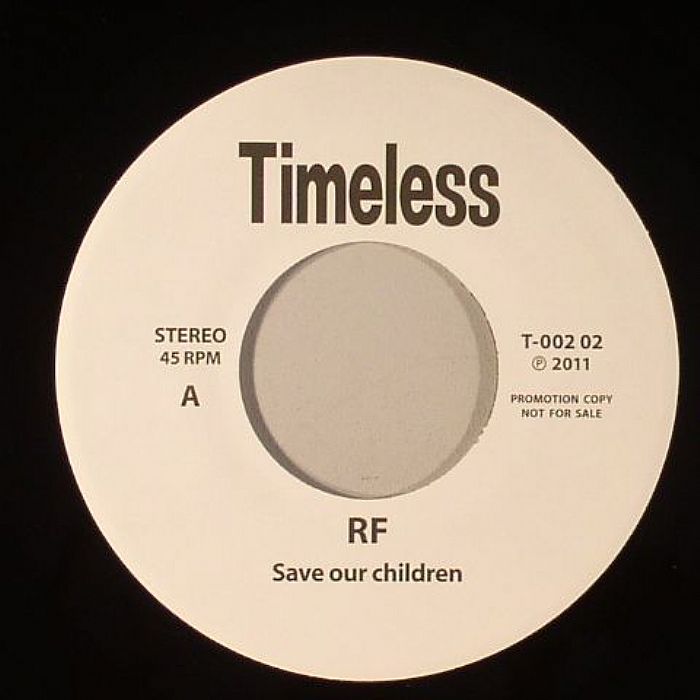 Timeless
STEREO
45 RPM
A
T-002 02
℗ 2011
PROMOTION COPY
NOT FOR SALE
RF
Save our children